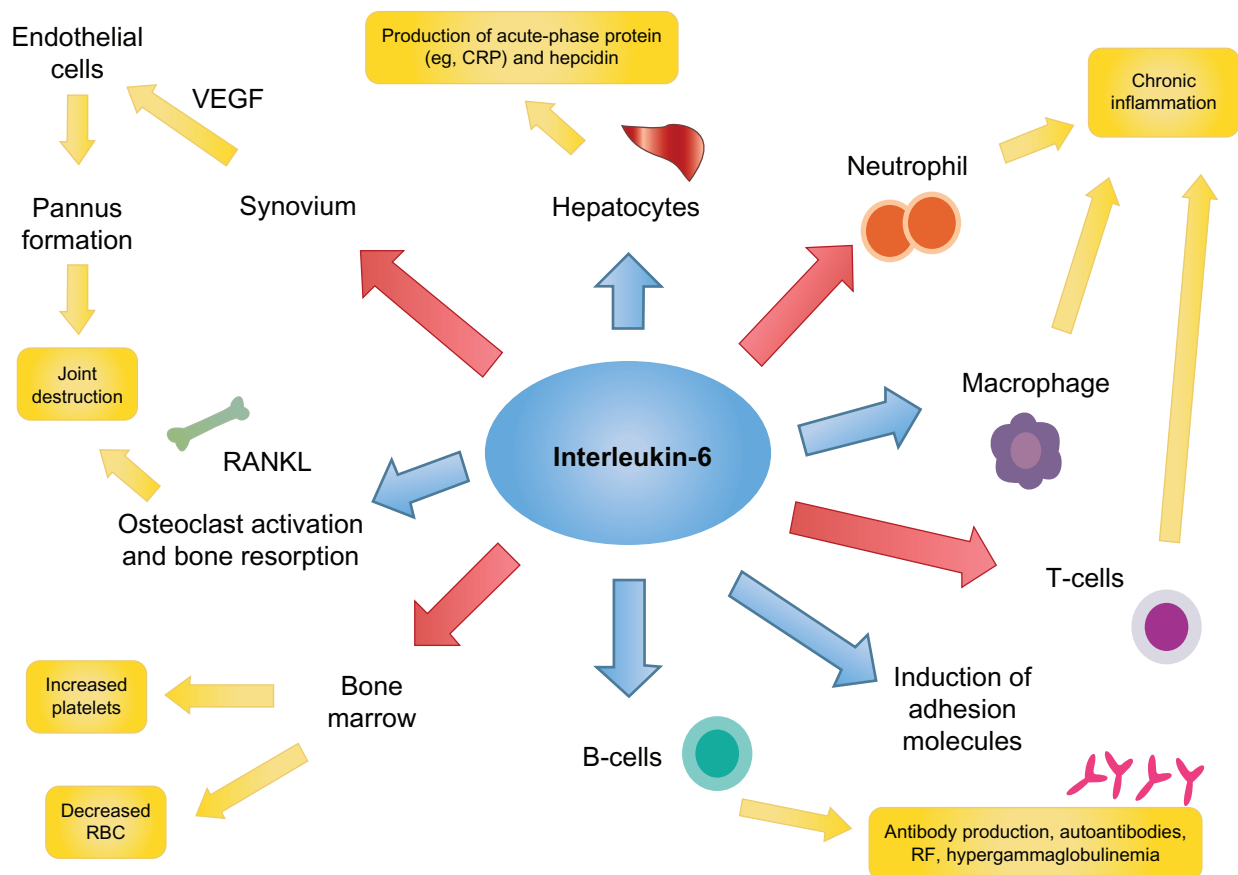 Endothelial
cells
VEGF
Production of acute-phase protein
(eg, CRP) and hepcidin
Chronic
inflammation
Neutrophil
Pannus
formation
Synovium
Hepatocytes
Joint
destruction
Macrophage
Interleukin-6
RANKL
Osteoclast activation
and bone resorption
T-cells
Increased
platelets
Bone
marrow
Induction of
adhesion
molecules
B-cells
Decreased
RBC
Antibody production, autoantibodies,
RF, hypergammaglobulinemia